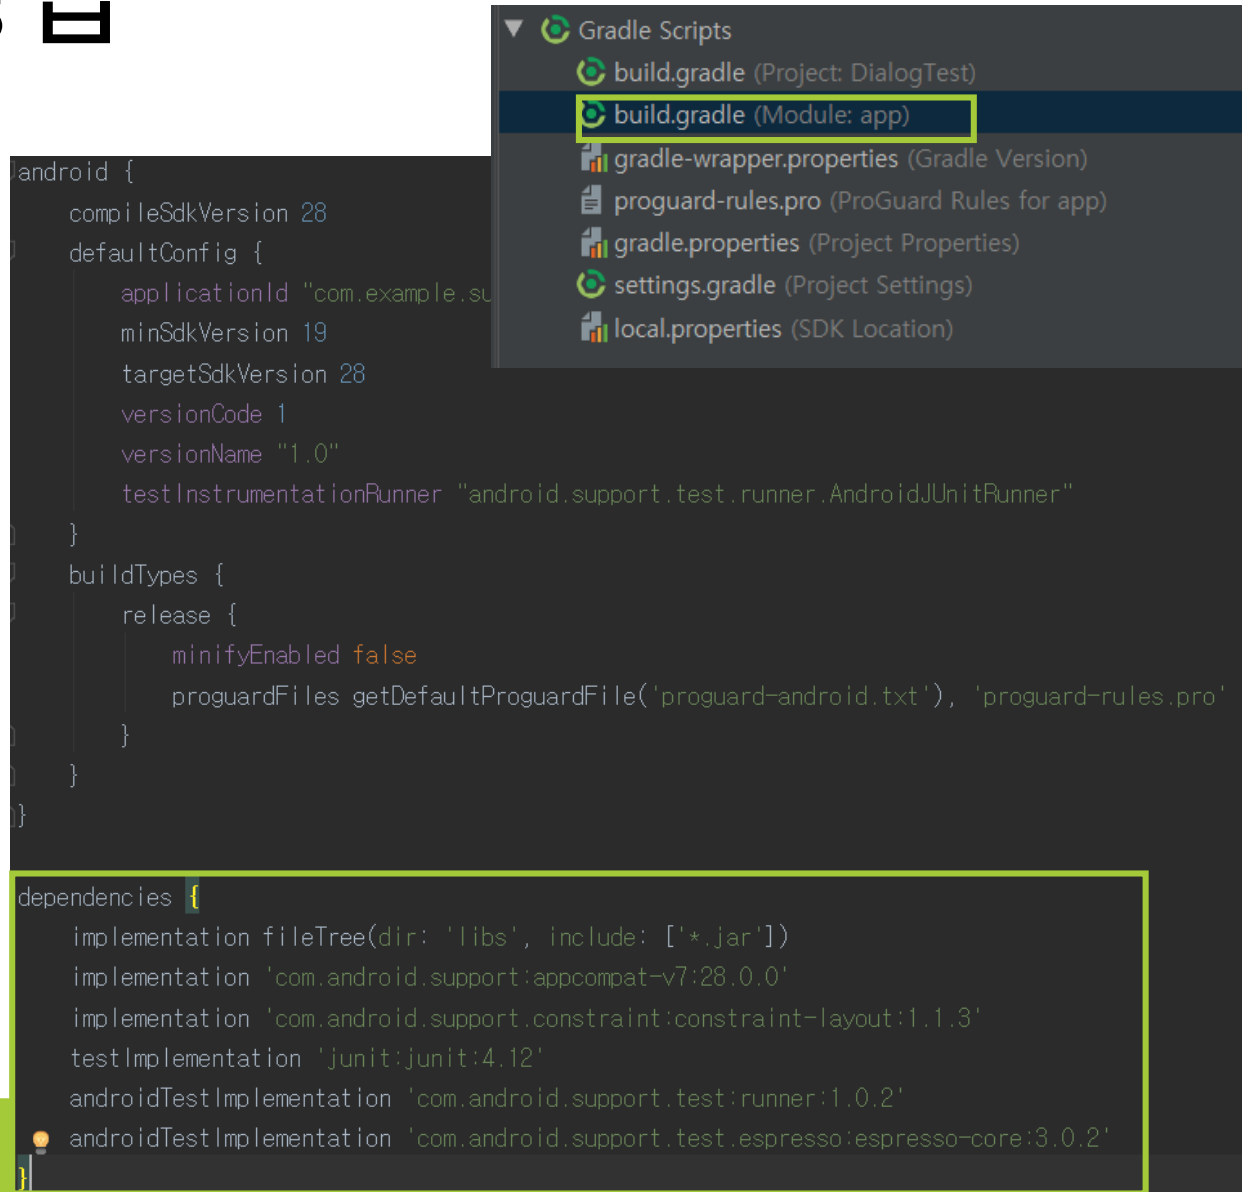 Gradle Scripts
build.gradle (Project: DialogTest)
build.gradle (Module: app)
gradle-wrapper.properties (Gradle Version)
proguard-rules.pro (ProGuard Rules for app)
gradle.properties (Project Properties)
settings.gradle (Project Settings)
local.properties (SDK Location)
android {
compileSdkVersion 28
defaultConfig {
applicationId "com.example.su
minSdkVersion 19
targetSdkVersion 28
versionCode 1
versionName "1.0"
testInstrumentationRunner "android.support.test.runner.AndroidJUnitRunner"
}
buildTypes {
release {
minifyEnabled false
proguardFiles getDefaultProguardFile('proguard-android.txt'), 'proguard-rules.pro'
}
}
}
dependencies {
implementation fileTree(dir: 'libs', include: ['*.jar'])
implementation 'com.android.support:appcompat-v7:28.0.0'
implementation 'com.android.support.constraint:constraint-layout:1.1.3'
testImplementation 'junit:junit:4.12'
androidTestImplementation 'com.android.support.test:runner:1.0.2'
androidTestImplementation 'com.android.support.test.espresso:espresso-core:3.0.2'
}